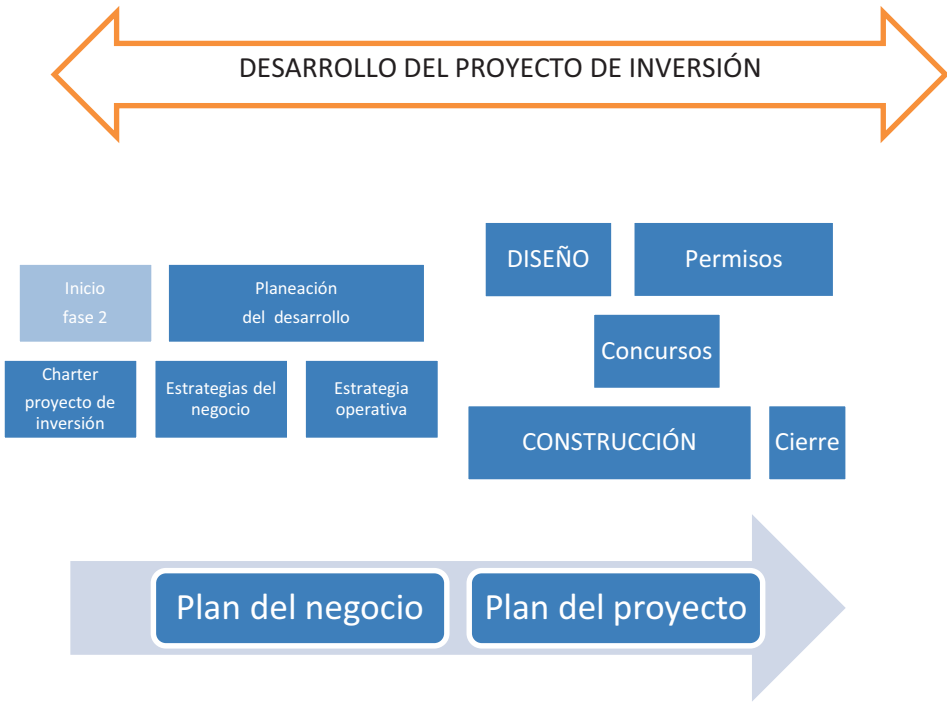 DESARROLLO DEL PROYECTO DE INVERSIÓN
Inicio
fase 2
Planeación
del desarrollo
Charter
proyecto de
inversión
Estrategias del
negocio
Estrategia
operativa
DISEÑO
Permisos
Concursos
CONSTRUCCIÓN
Cierre
Plan del negocio
Plan del proyecto